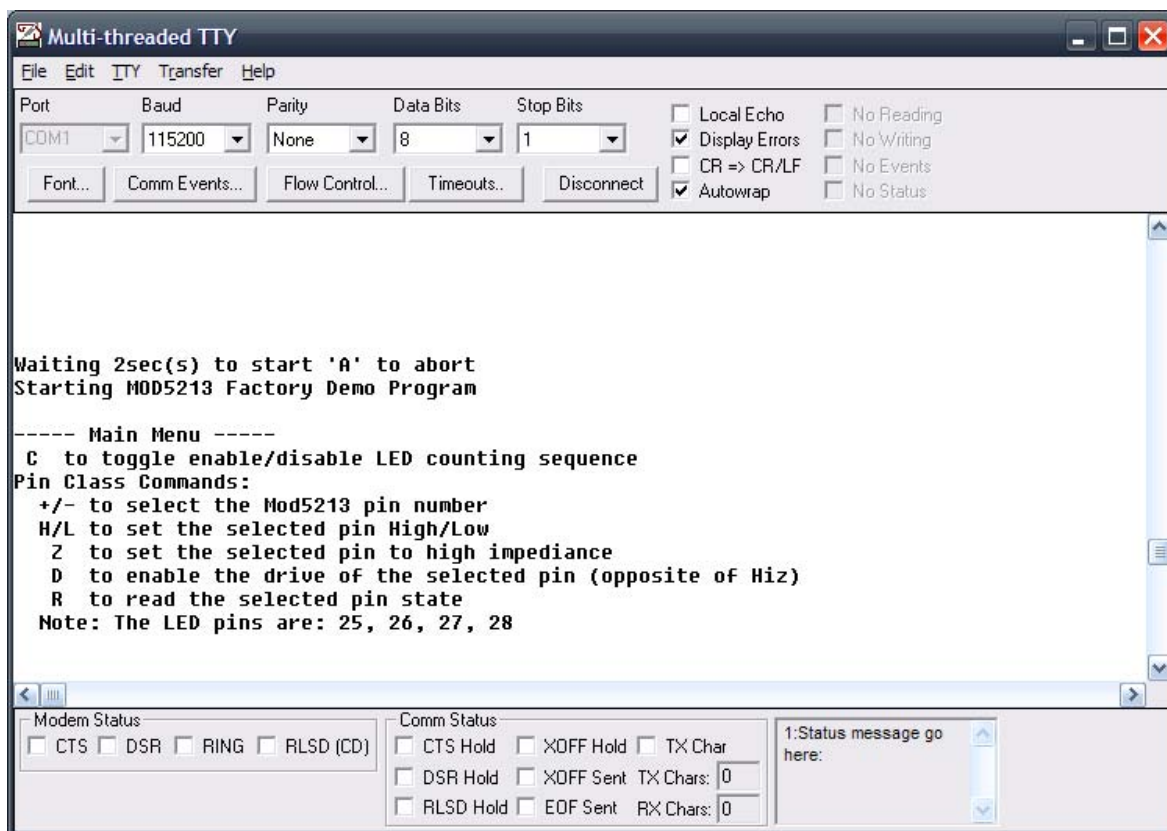 Multi-threaded TTY
File Edit TTY Transfer Help
Port Baud Parity Data Bits Stop Bits
COM1 115200 None 8 1
Font... Comm Events... Flow Control... Timeouts.. Disconnect
Local Echo No Reading
Display Errors No Writing
CR => CR/LF No Events
Autowrap No Status
Waiting 2sec(s) to start 'A' to abort
Starting MOD5213 Factory Demo Program
----- Main Menu -----
C to toggle enable/disable LED counting sequence
Pin Class Commands:
+/- to select the Mod5213 pin number
H/L to set the selected pin High/Low
Z to set the selected pin to high impediance
D to enable the drive of the selected pin (opposite of Hiz)
R to read the selected pin state
Note: The LED pins are: 25, 26, 27, 28
Modem Status
CTS DSR RING RLSD (CD)
Comm Status
CTS Hold XOFF Hold TX Char
DSR Hold XOFF Sent TX Chars: 0
RLSD Hold EOF Sent RX Chars: 0
1:Status message go
here: